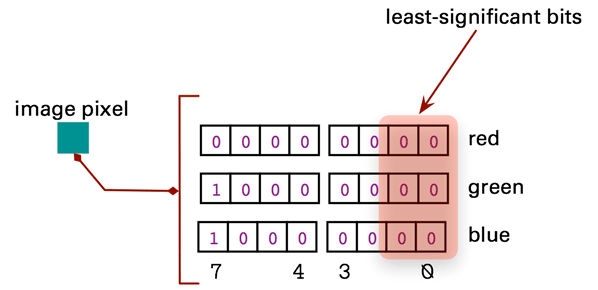 least-significant bits
image pixel
0 0 0 0 0 0 0 0 red
1 0 0 0 0 0 0 0 green
1 0 0 0 0 0 0 0 blue
7 4 3 0